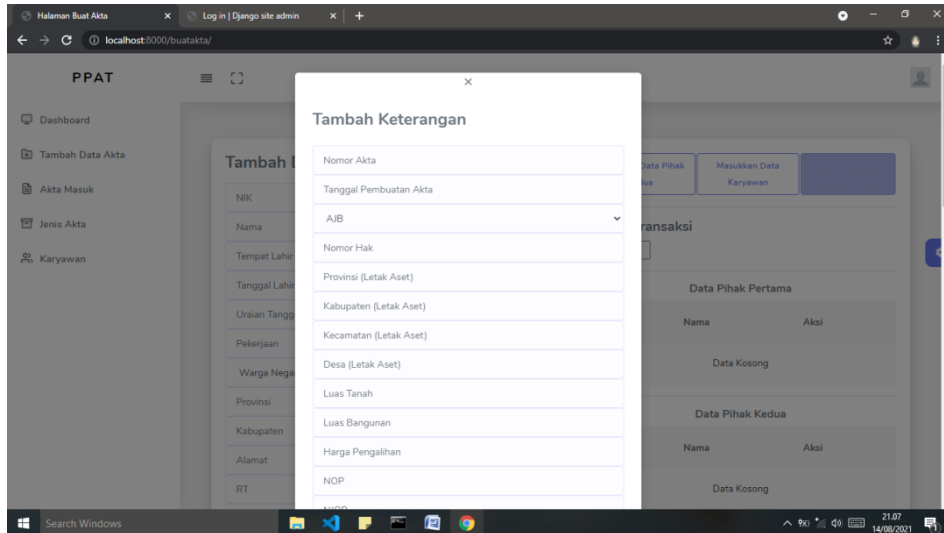 Halaman Buat Akta
Log in | Django site admin
localhost:8000/buatakta/
PPAT
Dashboard
Tambah Data Akta
Akta Masuk
Jenis Akta
Karyawan
Tambah
NIK
Nama
Tempat Lahir
Tanggal Lahir
Uraian Tangg
Pekerjaan
Warga Nega
Provinsi
Kabupaten
Alamat
RT
Tambah Keterangan
Nomor Akta
Tanggal Pembuatan Akta
AJB
Nomor Hak
Provinsi (Letak Aset)
Kabupaten (Letak Aset)
Kecamatan (Letak Aset)
Desa (Letak Aset)
Luas Tanah
Luas Bangunan
Harga Pengalihan
NOP
NJOP
Data Pihak
ua
Masukkan Data
Karyawan
ransaksi
Data Pihak Pertama
Nama Aksi
Data Kosong
Data Pihak Kedua
Nama Aksi
Data Kosong
Search Windows
21.07
14/08/2021